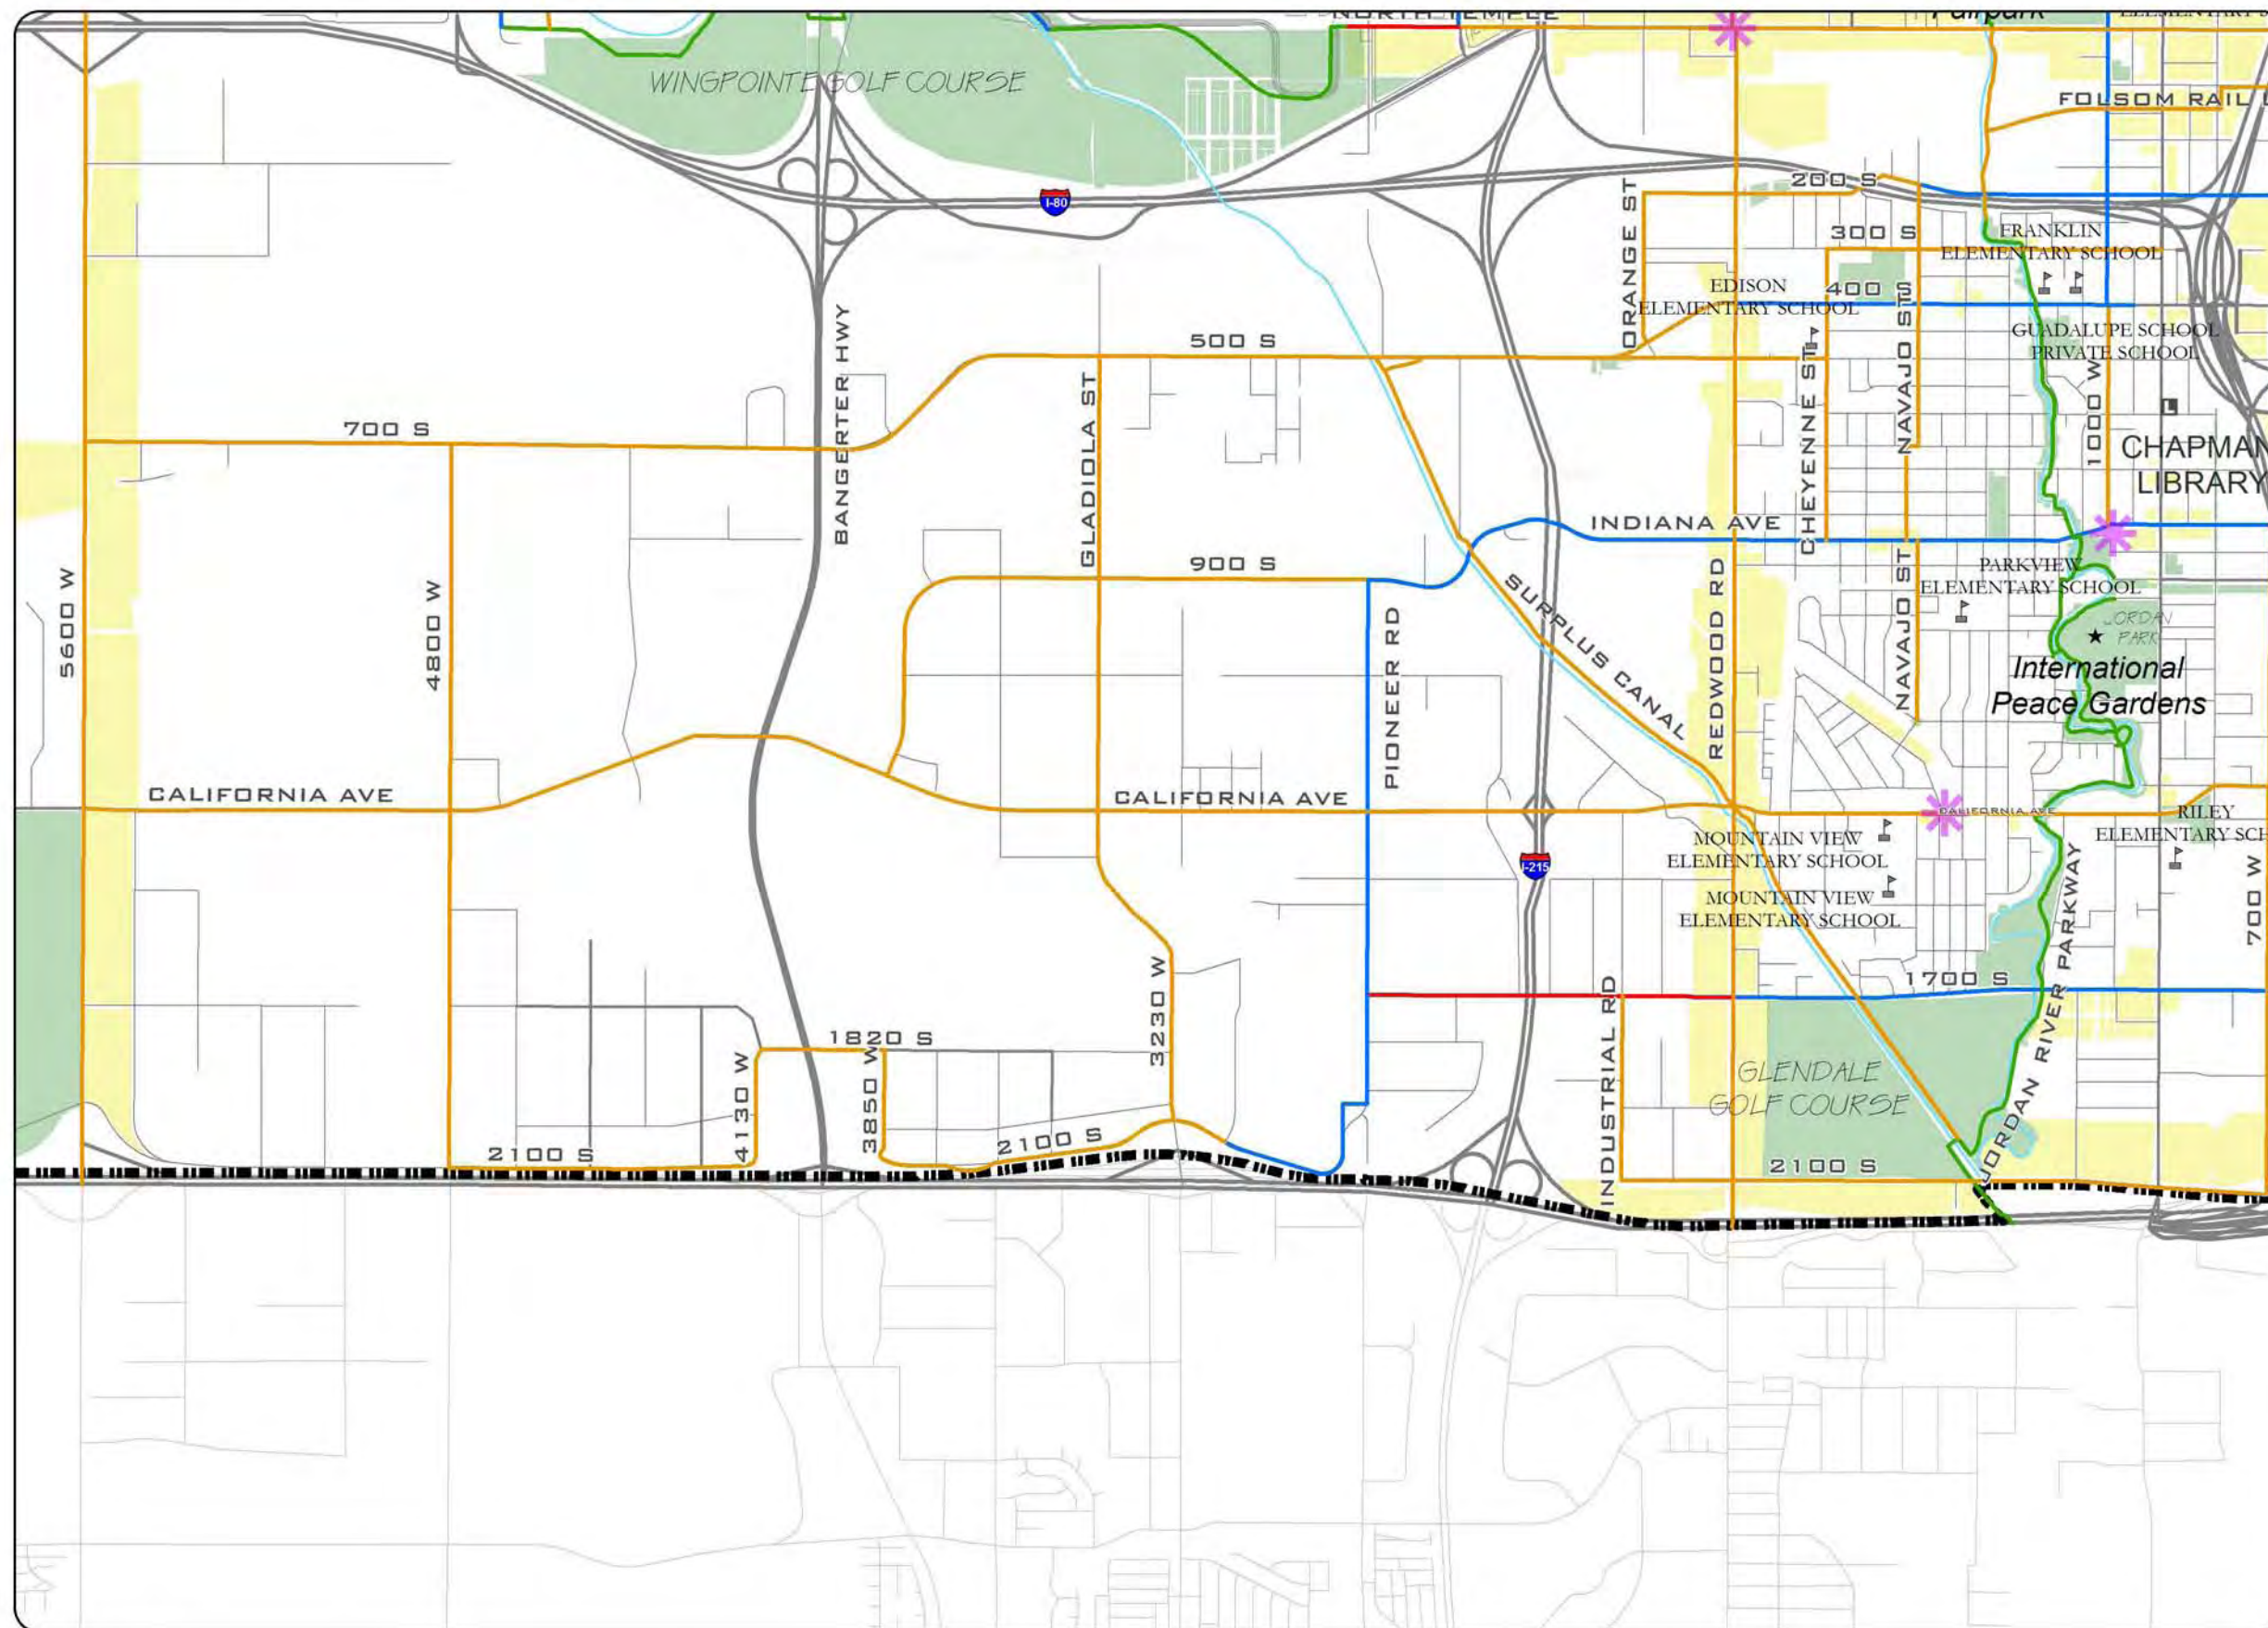 NORTH TEMPLE
Fairpark
WINGPOINTE GOLF COURSE
FOLSOM RAIL
I-80
200 S
ORANGE ST
300 S
FRANKLIN
ELEMENTARY SCHOOL
EDISON
ELEMENTARY SCHOOL
400 S
BANGERTER HWY
500 S
GUADALUPE SCHOOL
PRIVATE SCHOOL
NAVAJO ST
CHEYENNE ST
1000 W
700 S
GLADIOLA ST
L
CHAPMAN
LIBRARY
INDIANA AVE
5600 W
4800 W
900 S
SURPLUS CANAL
REDWOOD RD
NAVAJO ST
PARKVIEW
ELEMENTARY SCHOOL
PIONEER RD
JORDAN
PARK
International
Peace Gardens
CALIFORNIA AVE
CALIFORNIA AVE
CALIFORNIA AVE
RILEY
ELEMENTARY SCH
MOUNTAIN VIEW
ELEMENTARY SCHOOL
I-215
MOUNTAIN VIEW
ELEMENTARY SCHOOL
700 W
JORDAN RIVER PARKWAY
1700 S
3230 W
INDUSTRIAL RD
1820 S
4130 W
3850 W
GLENDALE
GOLF COURSE
2100 S
2100 S
2100 S